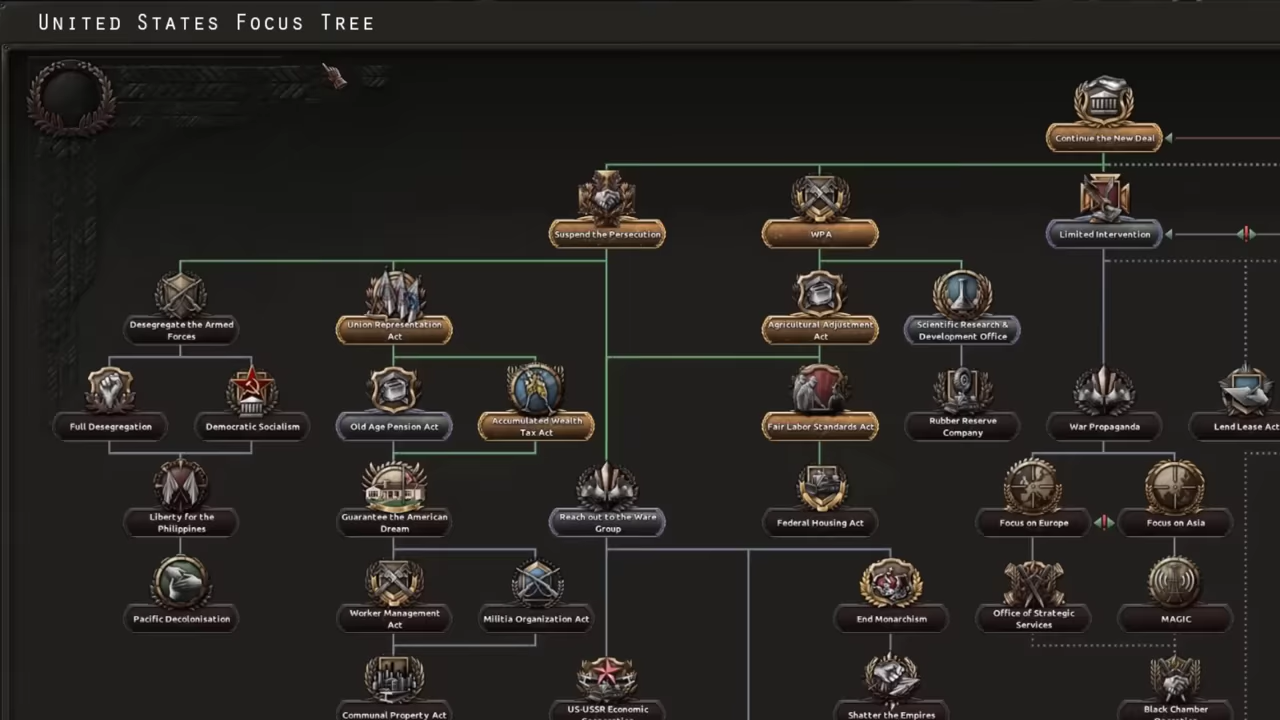 United States Focus Tree
Continue the New Deal
Suspend the Persecution
WPA
Limited Intervention
Desegregate the Armed
Forces
Union Representation
Act
Agricultural Adjustment
Act
Scientific Research &
Development Office
Full Desegregation
Democratic Socialism
Old Age Pension Act
Accumulated Wealth
Tax Act
Fair Labor Standards Act
Rubber Reserve
Company
War Propaganda
Lend Lease Act
Liberty for the
Philippines
Guarantee the American
Dream
Reach out to the Ware
Group
Federal Housing Act
Focus on Europe
Focus on Asia
Pacific Decolonisation
Worker Management
Act
Militia Organization Act
End Monarchism
Office of Strategic
Services
MAGIC
Communal Property Act
US-USSR Economic
Shatter the Empires
Black Chamber